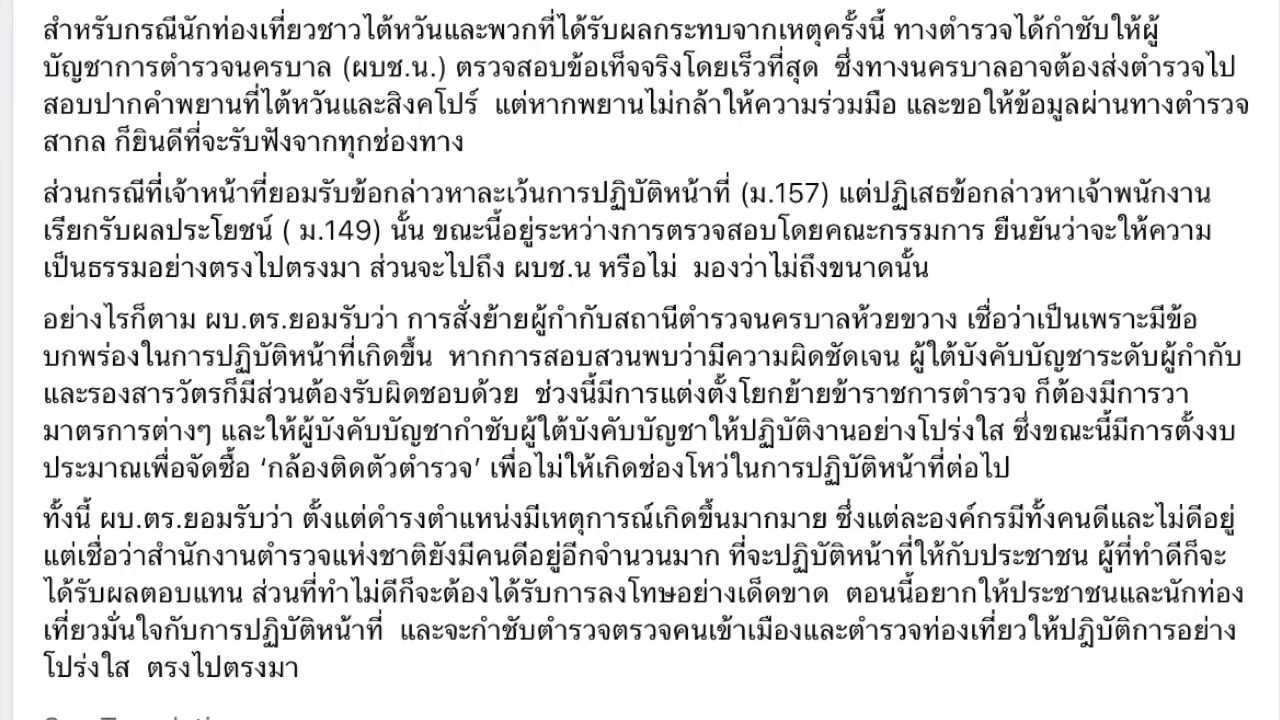 สำหรับกรณีนักท่องเที่ยวชาวไต้หวันและพวกที่ได้รับผลกระทบจากเหตุครั้งนี้ ทางตำรวจได้กำชับให้ผู้
บัญชาการตำรวจนครบาล (ผบช.น.) ตรวจสอบข้อเท็จจริงโดยเร็วที่สุด ซึ่งทางนครบาลอาจต้องส่งตำรวจไป
สอบปากคำพยานที่ไต้หวันและสิงคโปร์ แต่หากพยานไม่กล้าให้ความร่วมมือ และขอให้ข้อมูลผ่านทางตำรวจ
สากล ก็ยินดีที่จะรับฟังจากทุกช่องทาง
ส่วนกรณีที่เจ้าหน้าที่ยอมรับข้อกล่าวหาละเว้นการปฏิบัติหน้าที่ (ม.157) แต่ปฏิเสธข้อกล่าวหาเจ้าพนักงาน
เรียกรับผลประโยชน์ ( ม.149) นั้น ขณะนี้อยู่ระหว่างการตรวจสอบโดยคณะกรรมการ ยืนยันว่าจะให้ความ
เป็นธรรมอย่างตรงไปตรงมา ส่วนจะไปถึง ผบช.น หรือไม่ มองว่าไม่ถึงขนาดนั้น
อย่างไรก็ตาม ผบ.ตร.ยอมรับว่า การสั่งย้ายผู้กำกับสถานีตำรวจนครบาลห้วยขวาง เชื่อว่าเป็นเพราะมีข้อ
บกพร่องในการปฏิบัติหน้าที่เกิดขึ้น หากการสอบสวนพบว่ามีความผิดชัดเจน ผู้ใต้บังคับบัญชาระดับผู้กำกับ
และรองสารวัตรก็มีส่วนต้องรับผิดชอบด้วย ช่วงนี้มีการแต่งตั้งโยกย้ายข้าราชการตำรวจ ก็ต้องมีการวา
มาตรการต่างๆ และให้ผู้บังคับบัญชากำชับผู้ใต้บังคับบัญชาให้ปฏิบัติงานอย่างโปร่งใส ซึ่งขณะนี้มีการตั้งงบ
ประมาณเพื่อจัดซื้อ ‘กล้องติดตัวตำรวจ’ เพื่อไม่ให้เกิดช่องโหว่ในการปฏิบัติหน้าที่ต่อไป
ทั้งนี้ ผบ.ตร.ยอมรับว่า ตั้งแต่ดำรงตำแหน่งมีเหตุการณ์เกิดขึ้นมากมาย ซึ่งแต่ละองค์กรมีทั้งคนดีและไม่ดีอยู่
แต่เชื่อว่าสำนักงานตำรวจแห่งชาติยังมีคนดีอยู่อีกจำนวนมาก ที่จะปฏิบัติหน้าที่ให้กับประชาชน ผู้ที่ทำดีก็จะ
ได้รับผลตอบแทน ส่วนที่ทำไม่ดีก็จะต้องได้รับการลงโทษอย่างเด็ดขาด ตอนนี้อยากให้ประชาชนและนักท่อง
เที่ยวมั่นใจกับการปฏิบัติหน้าที่ และจะกำชับตำรวจตรวจคนเข้าเมืองและตำรวจท่องเที่ยวให้ปฎิบัติการอย่าง
โปร่งใส ตรงไปตรงมา